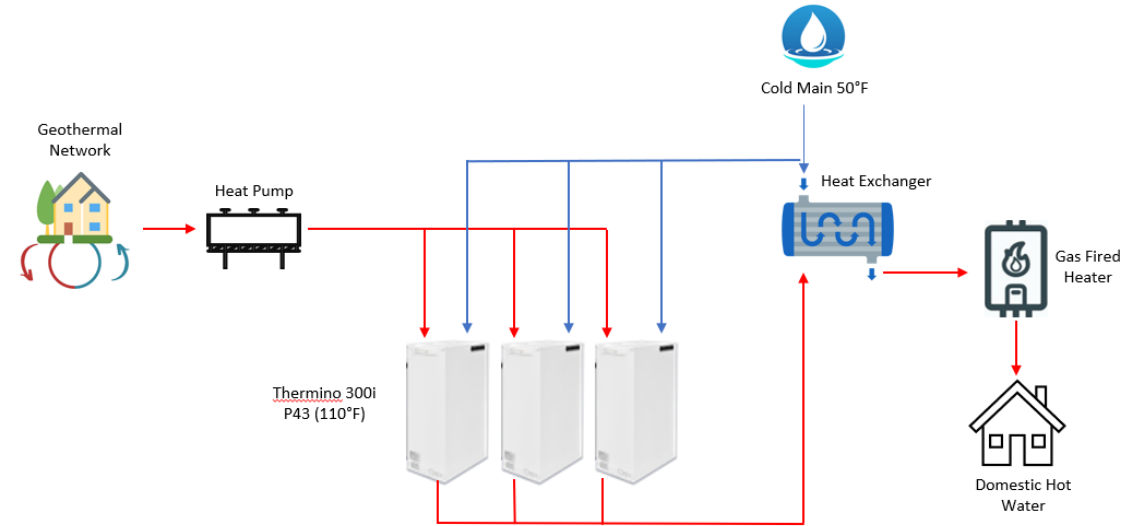 Cold Main 50°F
Geothermal
Network
Heat Pump
Heat Exchanger
Gas Fired
Heater
Thermino 300i
P43 (110°F)
Domestic Hot
Water